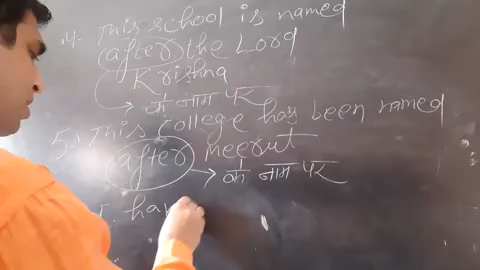 4- This school is named
after the Lord
Krishna
के नाम पर
5. This College has been named
after Meerut
के नाम पर
I. hav